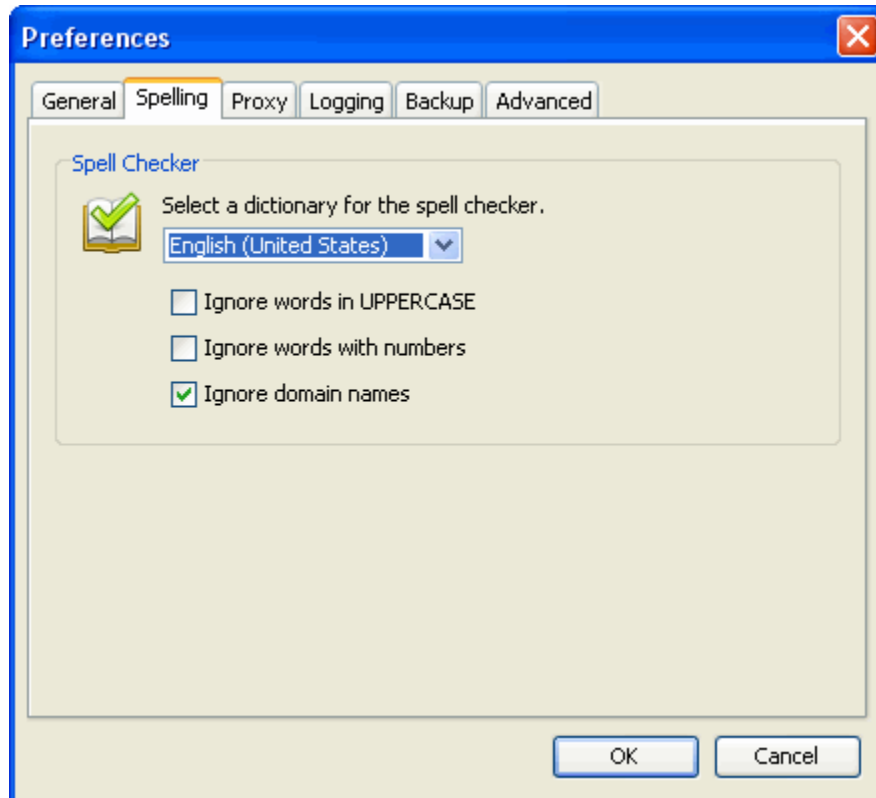 Preferences
General Spelling Proxy Logging Backup Advanced
Spell Checker
Select a dictionary for the spell checker.
English (United States)
Ignore words in UPPERCASE
Ignore words with numbers
Ignore domain names
OK Cancel